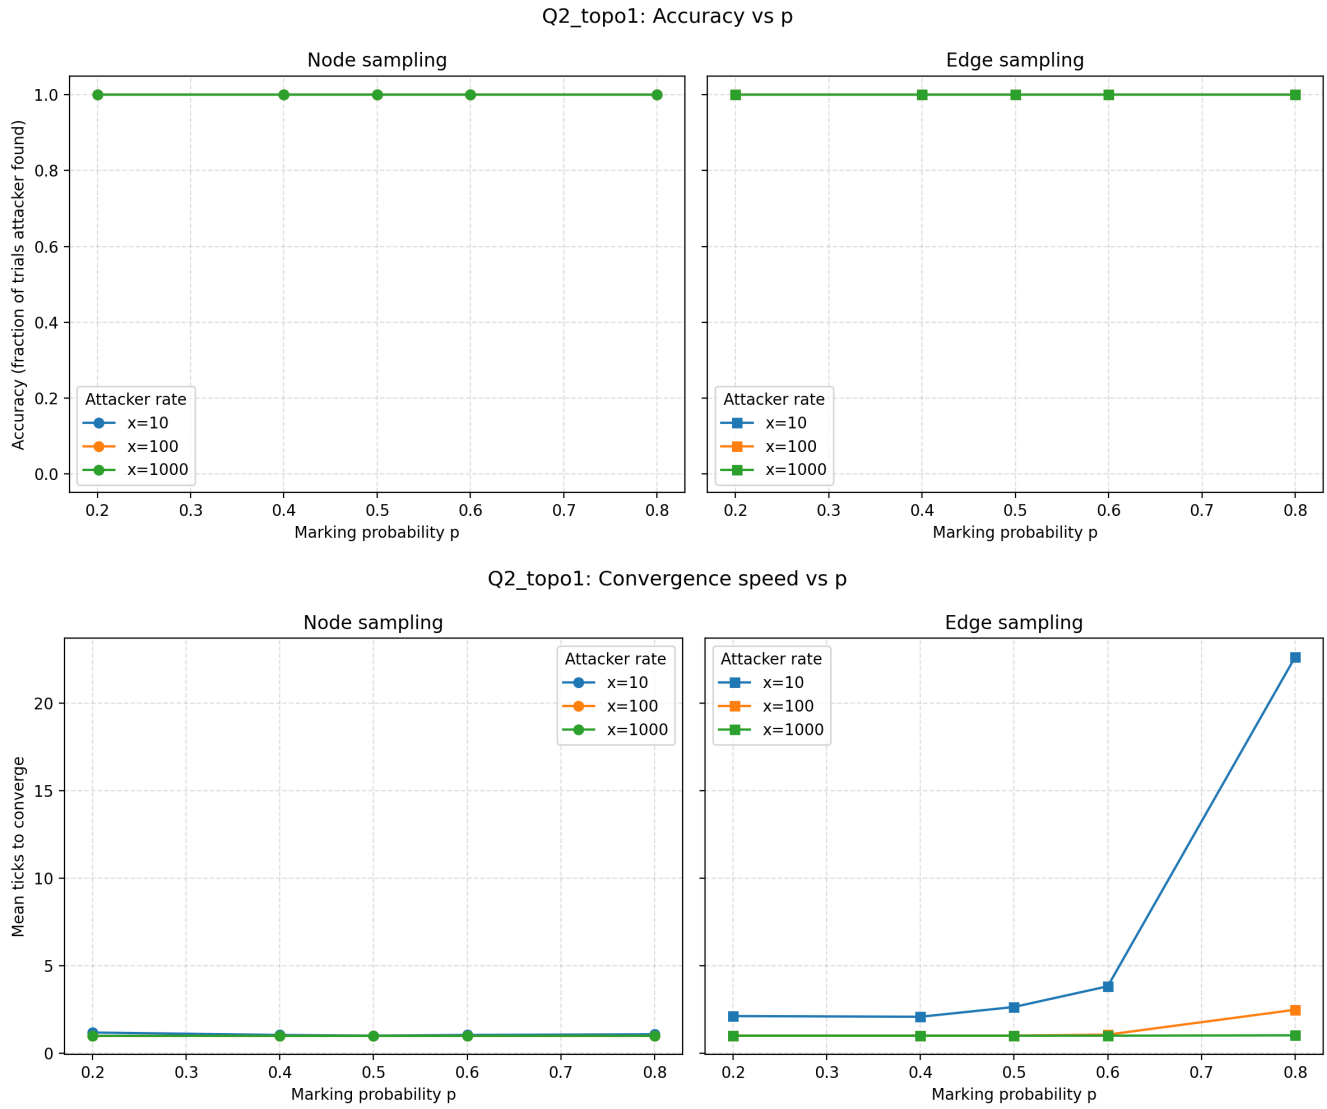 Q2_topo1: Accuracy vs p
Node sampling
Accuracy (fraction of trials attacker found)
1.0
0.8
0.6
0.4
0.2
0.0
Attacker rate
x=10
x=100
x=1000
0.2 0.3 0.4 0.5 0.6 0.7 0.8
Marking probability p
Edge sampling
Attacker rate
x=10
x=100
x=1000
0.2 0.3 0.4 0.5 0.6 0.7 0.8
Marking probability p
Q2_topo1: Convergence speed vs p
Node sampling
Mean ticks to converge
20
15
10
5
0
Attacker rate
x=10
x=100
x=1000
0.2 0.3 0.4 0.5 0.6 0.7 0.8
Marking probability p
Edge sampling
Attacker rate
x=10
x=100
x=1000
0.2 0.3 0.4 0.5 0.6 0.7 0.8
Marking probability p